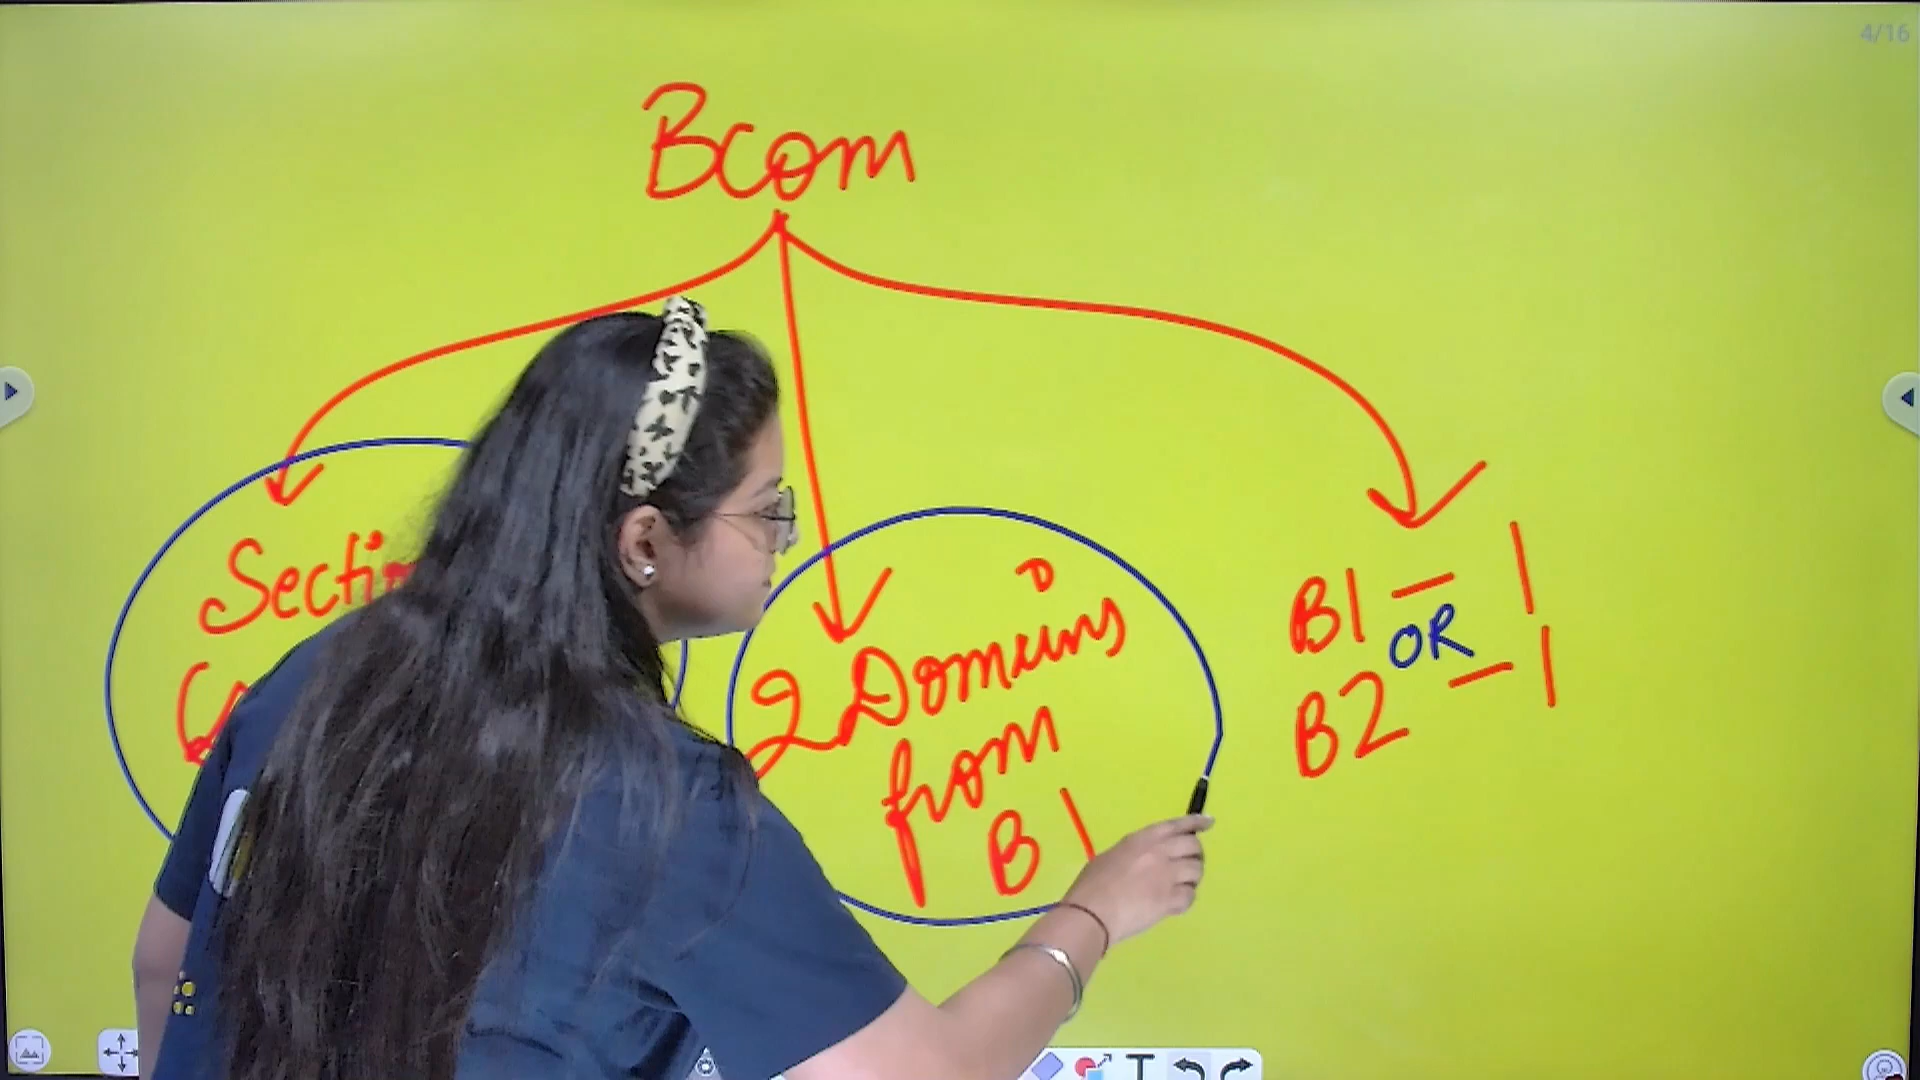 4/16
Bcom
Secti
2 Domains
from
B1
B1 - 1
OR
B2 - 1
T